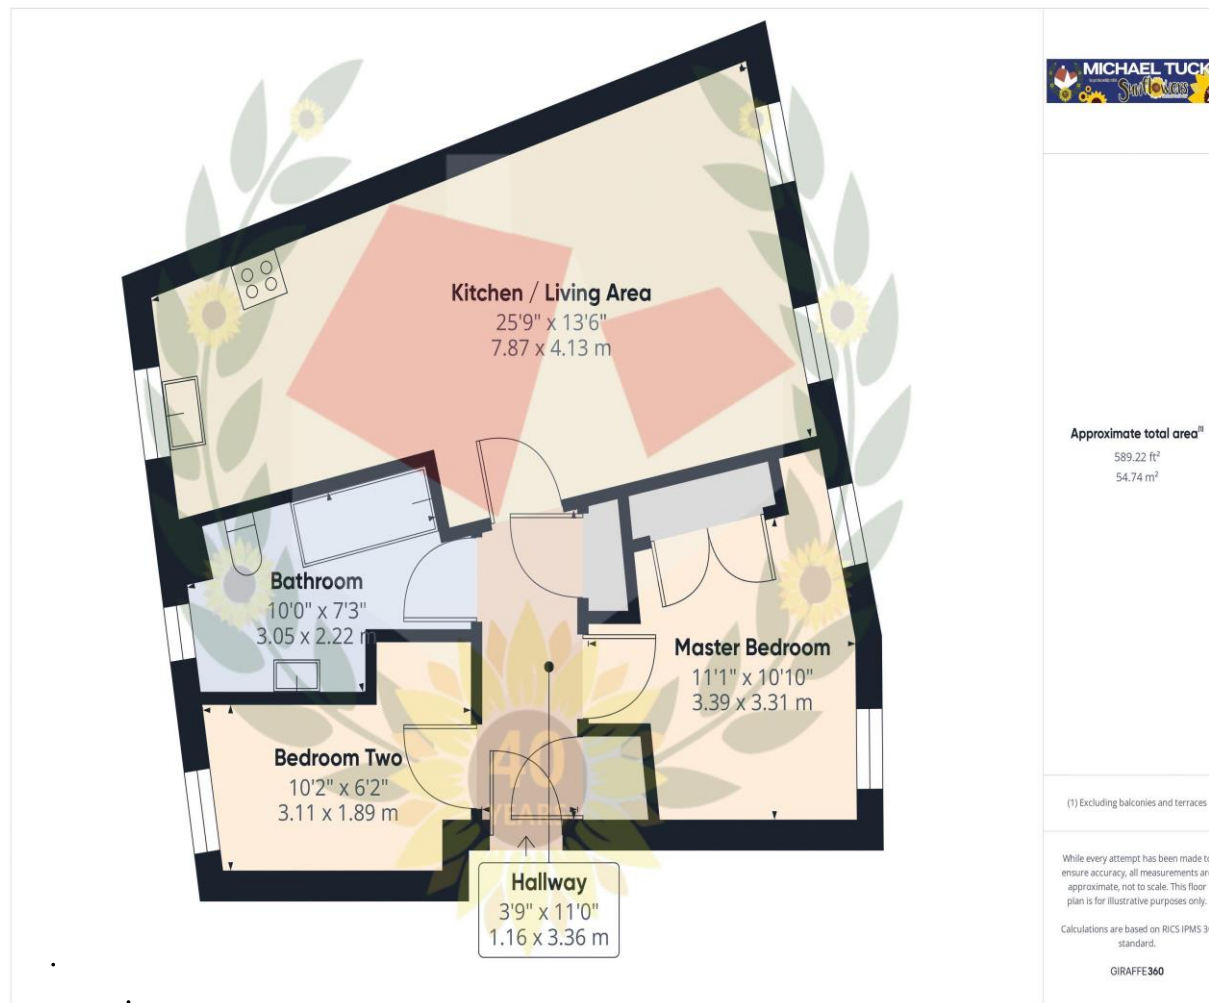 MICHAEL TUCK
Sunflowers
Kitchen / Living Area
25'9" x 13'6"
7.87 x 4.13 m
Bathroom
10'0" x 7'3"
3.05 x 2.22 m
Master Bedroom
11'1" x 10'10"
3.39 x 3.31 m
Bedroom Two
10'2" x 6'2"
3.11 x 1.89 m
40
YEARS
Hallway
3'9" x 11'0"
1.16 x 3.36 m
Approximate total area(1)
589.22 ft²
54.74 m²
(1) Excluding balconies and terraces
While every attempt has been made to
ensure accuracy, all measurements are
approximate, not to scale. This floor
plan is for illustrative purposes only.
Calculations are based on RICS IPMS 3
standard.
GIRAFFE360